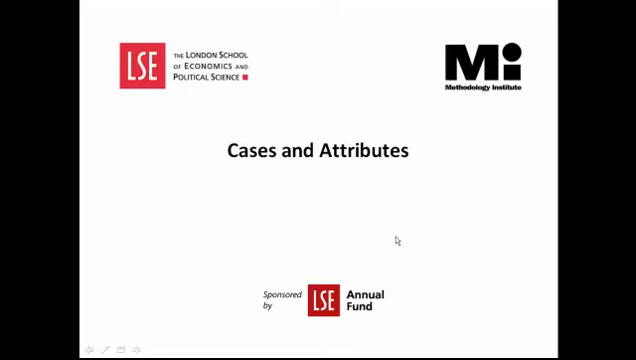 LSE
THE LONDON SCHOOL
OF ECONOMICS AND
POLITICAL SCIENCE
Mi
Methodology Institute
Cases and Attributes
Sponsored
by
LSE
Annual
Fund